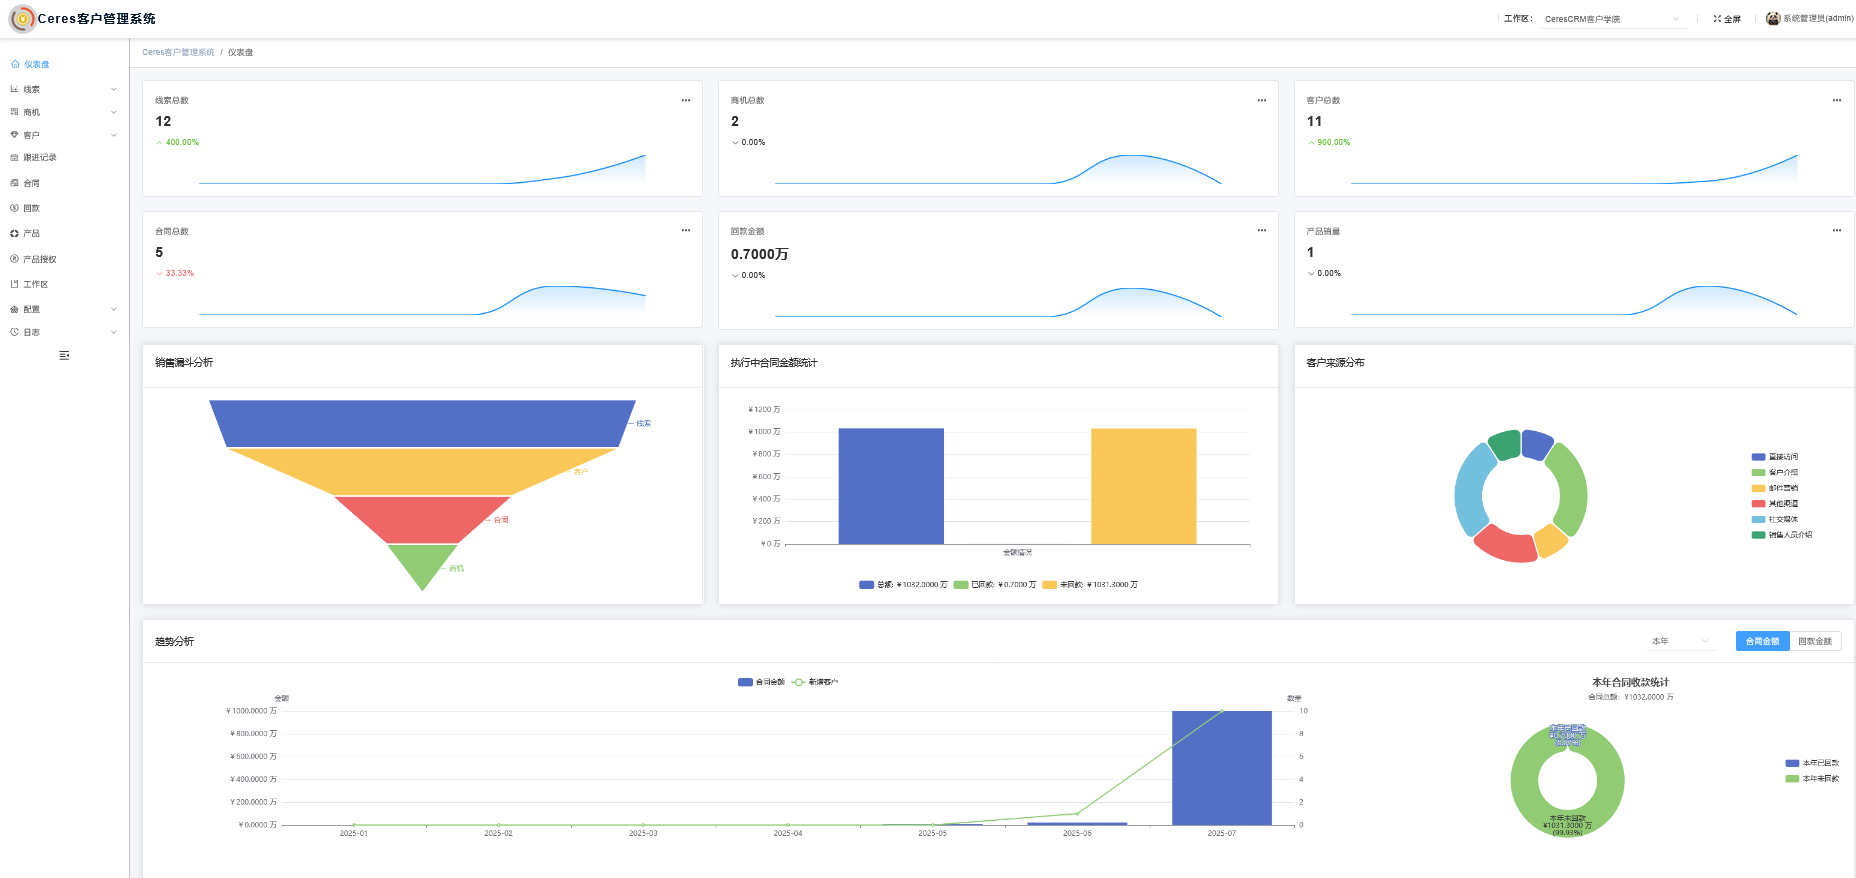 Ceres客户管理系统
工作区: CeresCRM客户学院 全屏 系统管理员(admin)
Ceres客户管理系统 / 仪表盘
仪表盘
线索
商机
客户
跟进记录
合同
回款
产品
产品授权
工作区
配置
日志
线索总数
12
400.00%
商机总数
2
0.00%
客户总数
11
900.00%
合同总数
5
33.33%
回款金额
0.7000万
0.00%
产品销量
1
0.00%
销售漏斗分析
线索
客户
合同
商机
执行中合同金额统计
¥1200 万
¥1000 万
¥800 万
¥600 万
¥400 万
¥200 万
¥0 万
金额情况
总额: ¥1032.0000 万 已回款: ¥0.7000 万 未回款: ¥1031.3000 万
客户来源分布
直接访问
客户介绍
邮件营销
其他渠道
社交媒体
销售人员介绍
趋势分析
本年 合同金额 回款金额
合同金额 新增客户
金额 数量
¥1000.0000 万 10
¥800.0000 万 8
¥600.0000 万 6
¥400.0000 万 4
¥200.0000 万 2
¥0.0000 万 0
2025-01 2025-02 2025-03 2025-04 2025-05 2025-06 2025-07
本年合同收款统计
合同总额: ¥1032.0000 万
本年已回款
¥0.7000 万
(0.07%)
本年未回款
¥1031.3000 万
(99.93%)
本年已回款
本年未回款